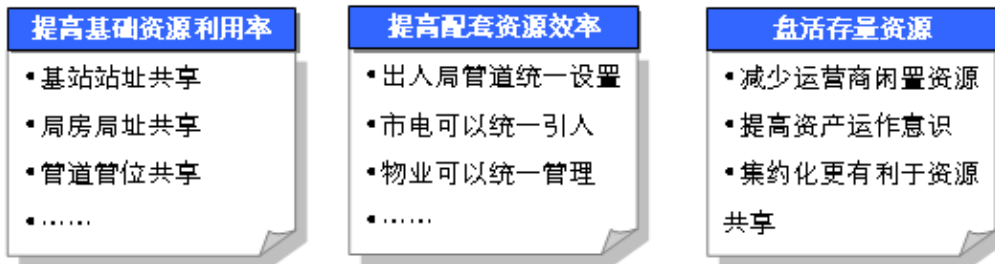 提高基础资源利用率
•基站站址共享
•局房局址共享
•管道管位共享
•……
提高配套资源效率
•出入局管道统一设置
•市电可以统一引人
•物业可以统一管理
•……
盘活存量资源
•减少运营商闲置资源
•提高资产运作意识
•集约化更有利于资源
共享